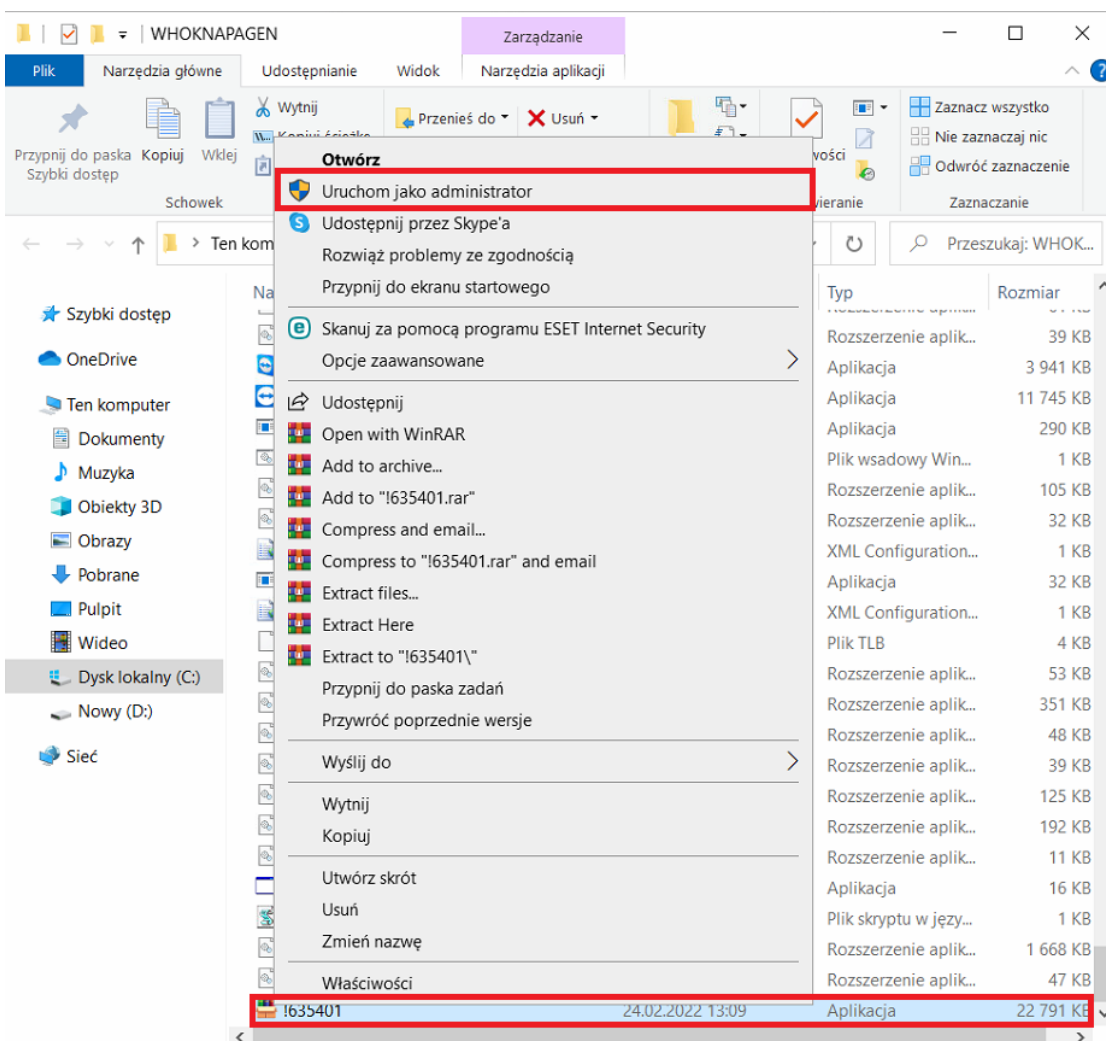 WHOKNAPAGEN
Zarządzanie
Plik Narzędzia główne Udostępnianie Widok Narzędzia aplikacji
Przypnij do paska Szybki dostęp
Kopiuj
Wklej
Wytnij
Kopiuj ścieżkę
Schowek
Przenieś do
Usuń
wości
wieranie
Zaznacz wszystko
Nie zaznaczaj nic
Odwróć zaznaczenie
Zaznaczanie
Ten kom
Przeszukaj: WHOK...
Szybki dostęp
OneDrive
Ten komputer
Dokumenty
Muzyka
Obiekty 3D
Obrazy
Pobrane
Pulpit
Wideo
Dysk lokalny (C:)
Nowy (D:)
Sieć
Otwórz
Uruchom jako administrator
Udostępnij przez Skype'a
Rozwiąż problemy ze zgodnością
Przypnij do ekranu startowego
Skanuj za pomocą programu ESET Internet Security
Opcje zaawansowane
Udostępnij
Open with WinRAR
Add to archive...
Add to "!635401.rar"
Compress and email...
Compress to "!635401.rar" and email
Extract files...
Extract Here
Extract to "!635401\"
Przypnij do paska zadań
Przywróć poprzednie wersje
Wyślij do
Wytnij
Kopiuj
Utwórz skrót
Usuń
Zmień nazwę
Właściwości
Na
Typ Rozmiar
Rozszerzenie aplik... 39 KB
Aplikacja 3 941 KB
Aplikacja 11 745 KB
Aplikacja 290 KB
Plik wsadowy Win... 1 KB
Rozszerzenie aplik... 105 KB
Rozszerzenie aplik... 32 KB
XML Configuration... 1 KB
Aplikacja 32 KB
XML Configuration... 1 KB
Plik TLB 4 KB
Rozszerzenie aplik... 53 KB
Rozszerzenie aplik... 351 KB
Rozszerzenie aplik... 48 KB
Rozszerzenie aplik... 39 KB
Rozszerzenie aplik... 125 KB
Rozszerzenie aplik... 192 KB
Rozszerzenie aplik... 11 KB
Aplikacja 16 KB
Plik skryptu w języ... 1 KB
Rozszerzenie aplik... 1 668 KB
Rozszerzenie aplik... 47 KB
!635401 24.02.2022 13:09 Aplikacja 22 791 KB